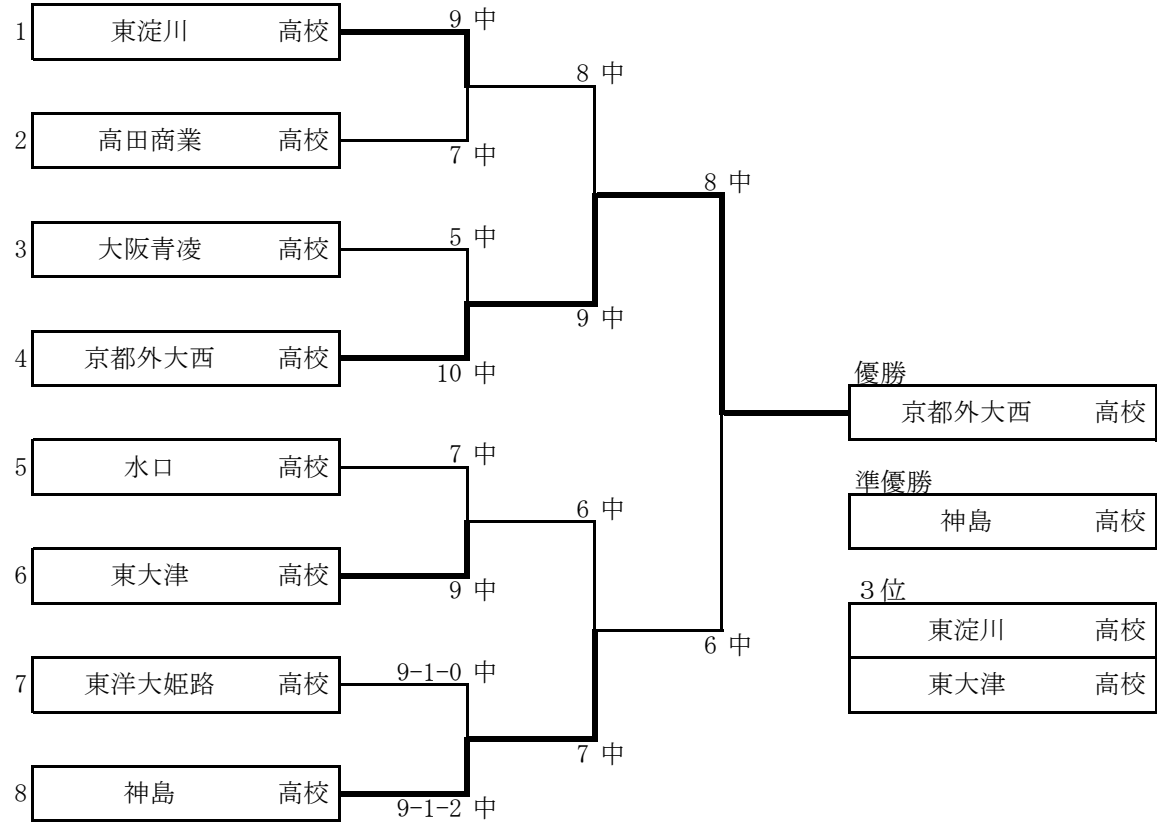 9 中
1 東淀川 高校
8 中
2 高田商業 高校
7 中
8 中
5 中
3 大阪青凌 高校
9 中
4 京都外大西 高校
10 中
優勝
京都外大西 高校
7 中
5 水口 高校
準優勝
6 中
神島 高校
6 東大津 高校
9 中
３位
東淀川 高校
6 中
9-1-0 中
7 東洋大姫路 高校
東大津 高校
7 中
8 神島 高校
9-1-2 中